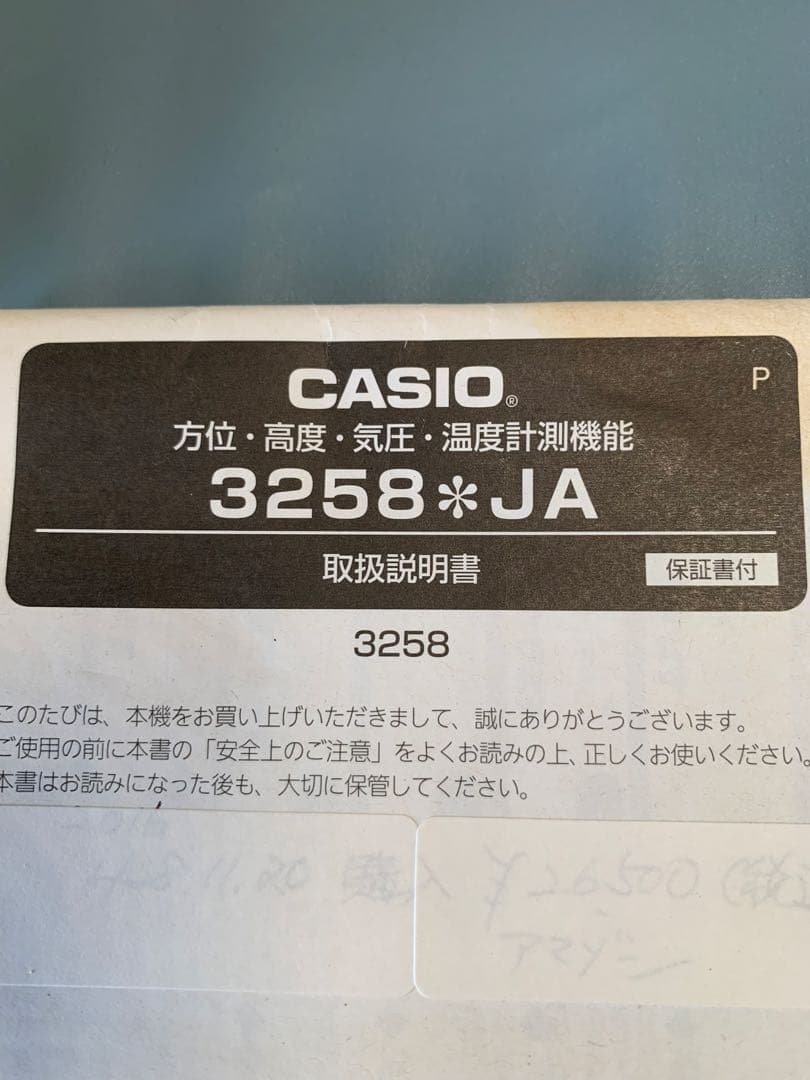 CASIO®
P
方位・高度・気圧・温度計測機能
3258＊JA
取扱説明書
保証書付
3258
このたびは、本機をお買い上げいただきまして、誠にありがとうございます。
ご使用の前に本書の「安全上のご注意」をよくお読みの上、正しくお使いください。
本書はお読みになった後も、大切に保管してください。
11.20 購入 ¥26500
アマゾン